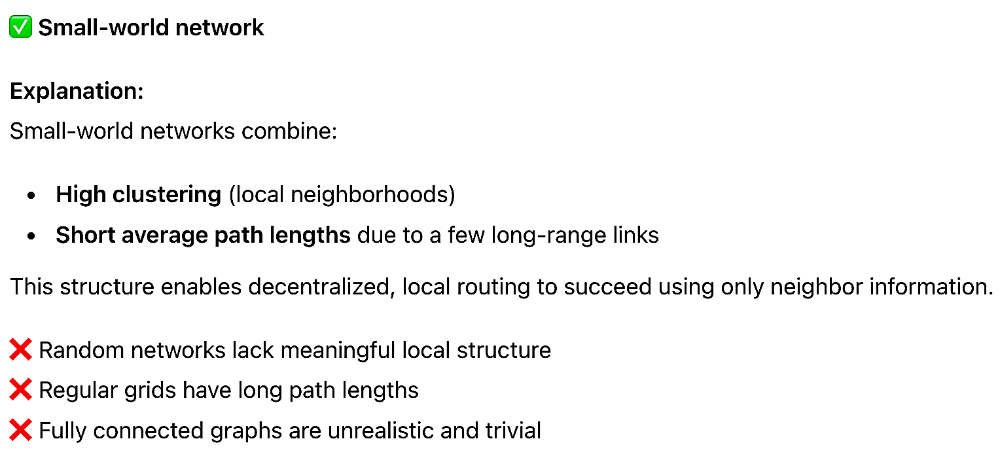 ✅ Small-world network
Explanation:
Small-world networks combine:
• High clustering (local neighborhoods)
• Short average path lengths due to a few long-range links
This structure enables decentralized, local routing to succeed using only neighbor information.
❌ Random networks lack meaningful local structure
❌ Regular grids have long path lengths
❌ Fully connected graphs are unrealistic and trivial